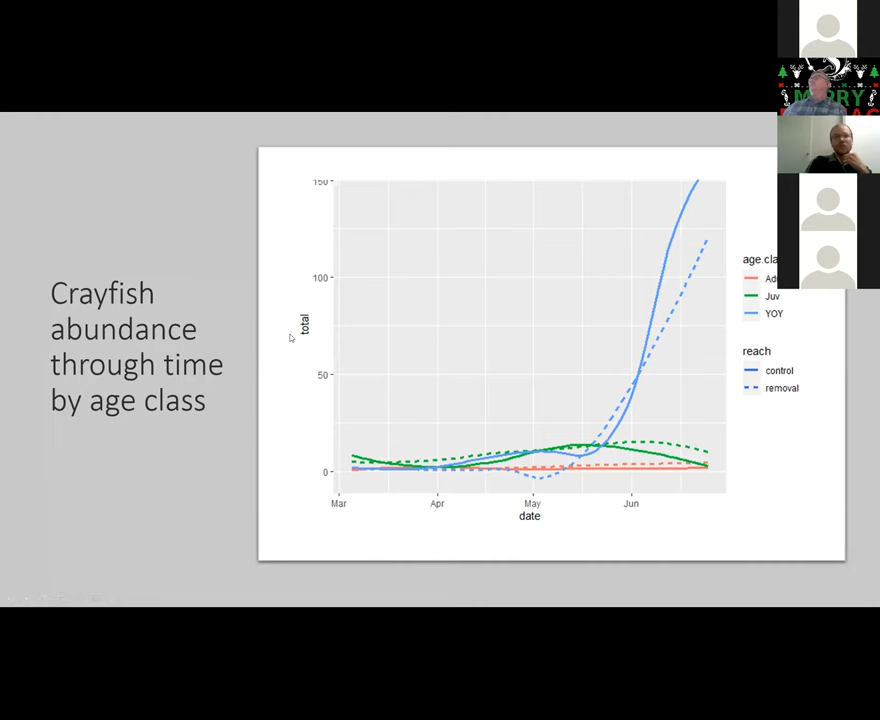 Crayfish
abundance
through time
by age class
150
100
50
0
total
Mar
Apr
May
Jun
date
Juv
YOY
reach
control
removal